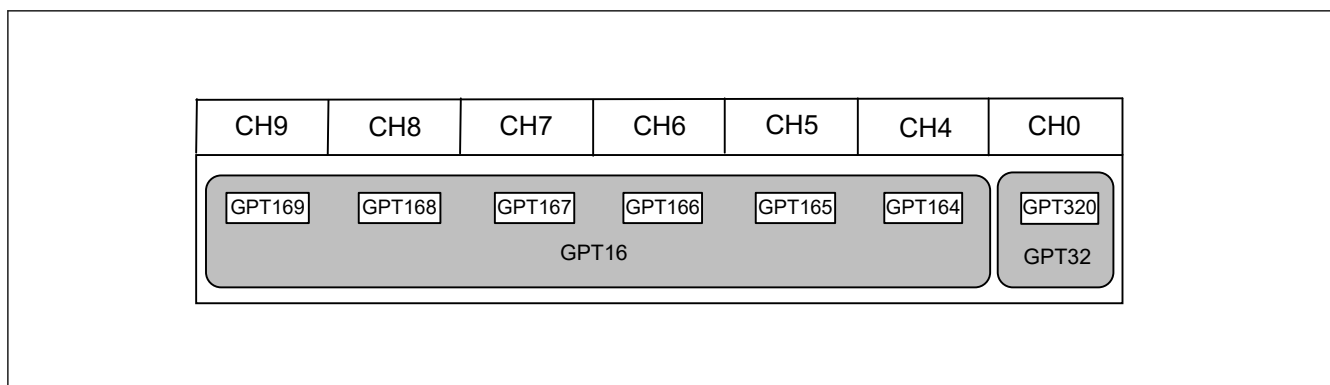 CH9 CH8 CH7 CH6 CH5 CH4 CH0
GPT169 GPT168 GPT167 GPT166 GPT165 GPT164 GPT320
GPT16 GPT32